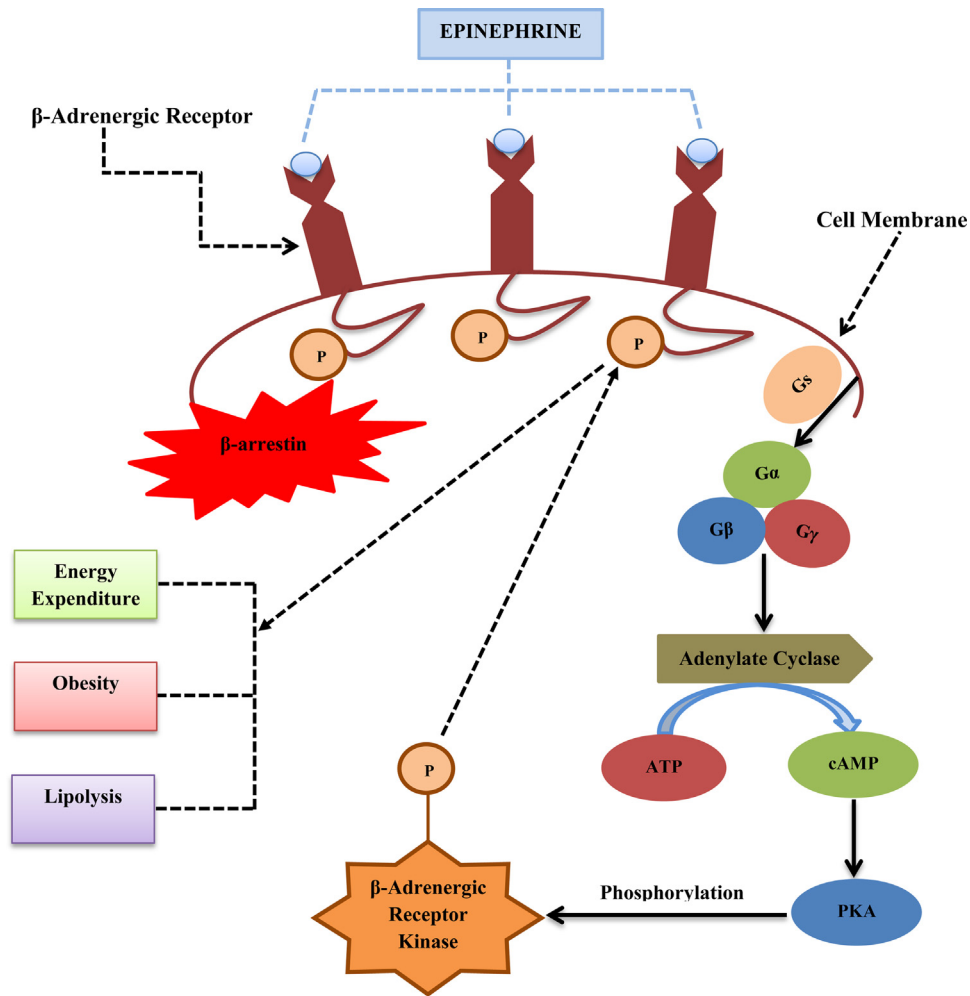 EPINEPHRINE
β-Adrenergic Receptor
Cell Membrane
P
P
P
Gs
β-arrestin
Gα
Gβ
Gγ
Energy
Expenditure
Adenylate Cyclase
Obesity
ATP
cAMP
P
Lipolysis
β-Adrenergic
Receptor
Kinase
Phosphorylation
PKA